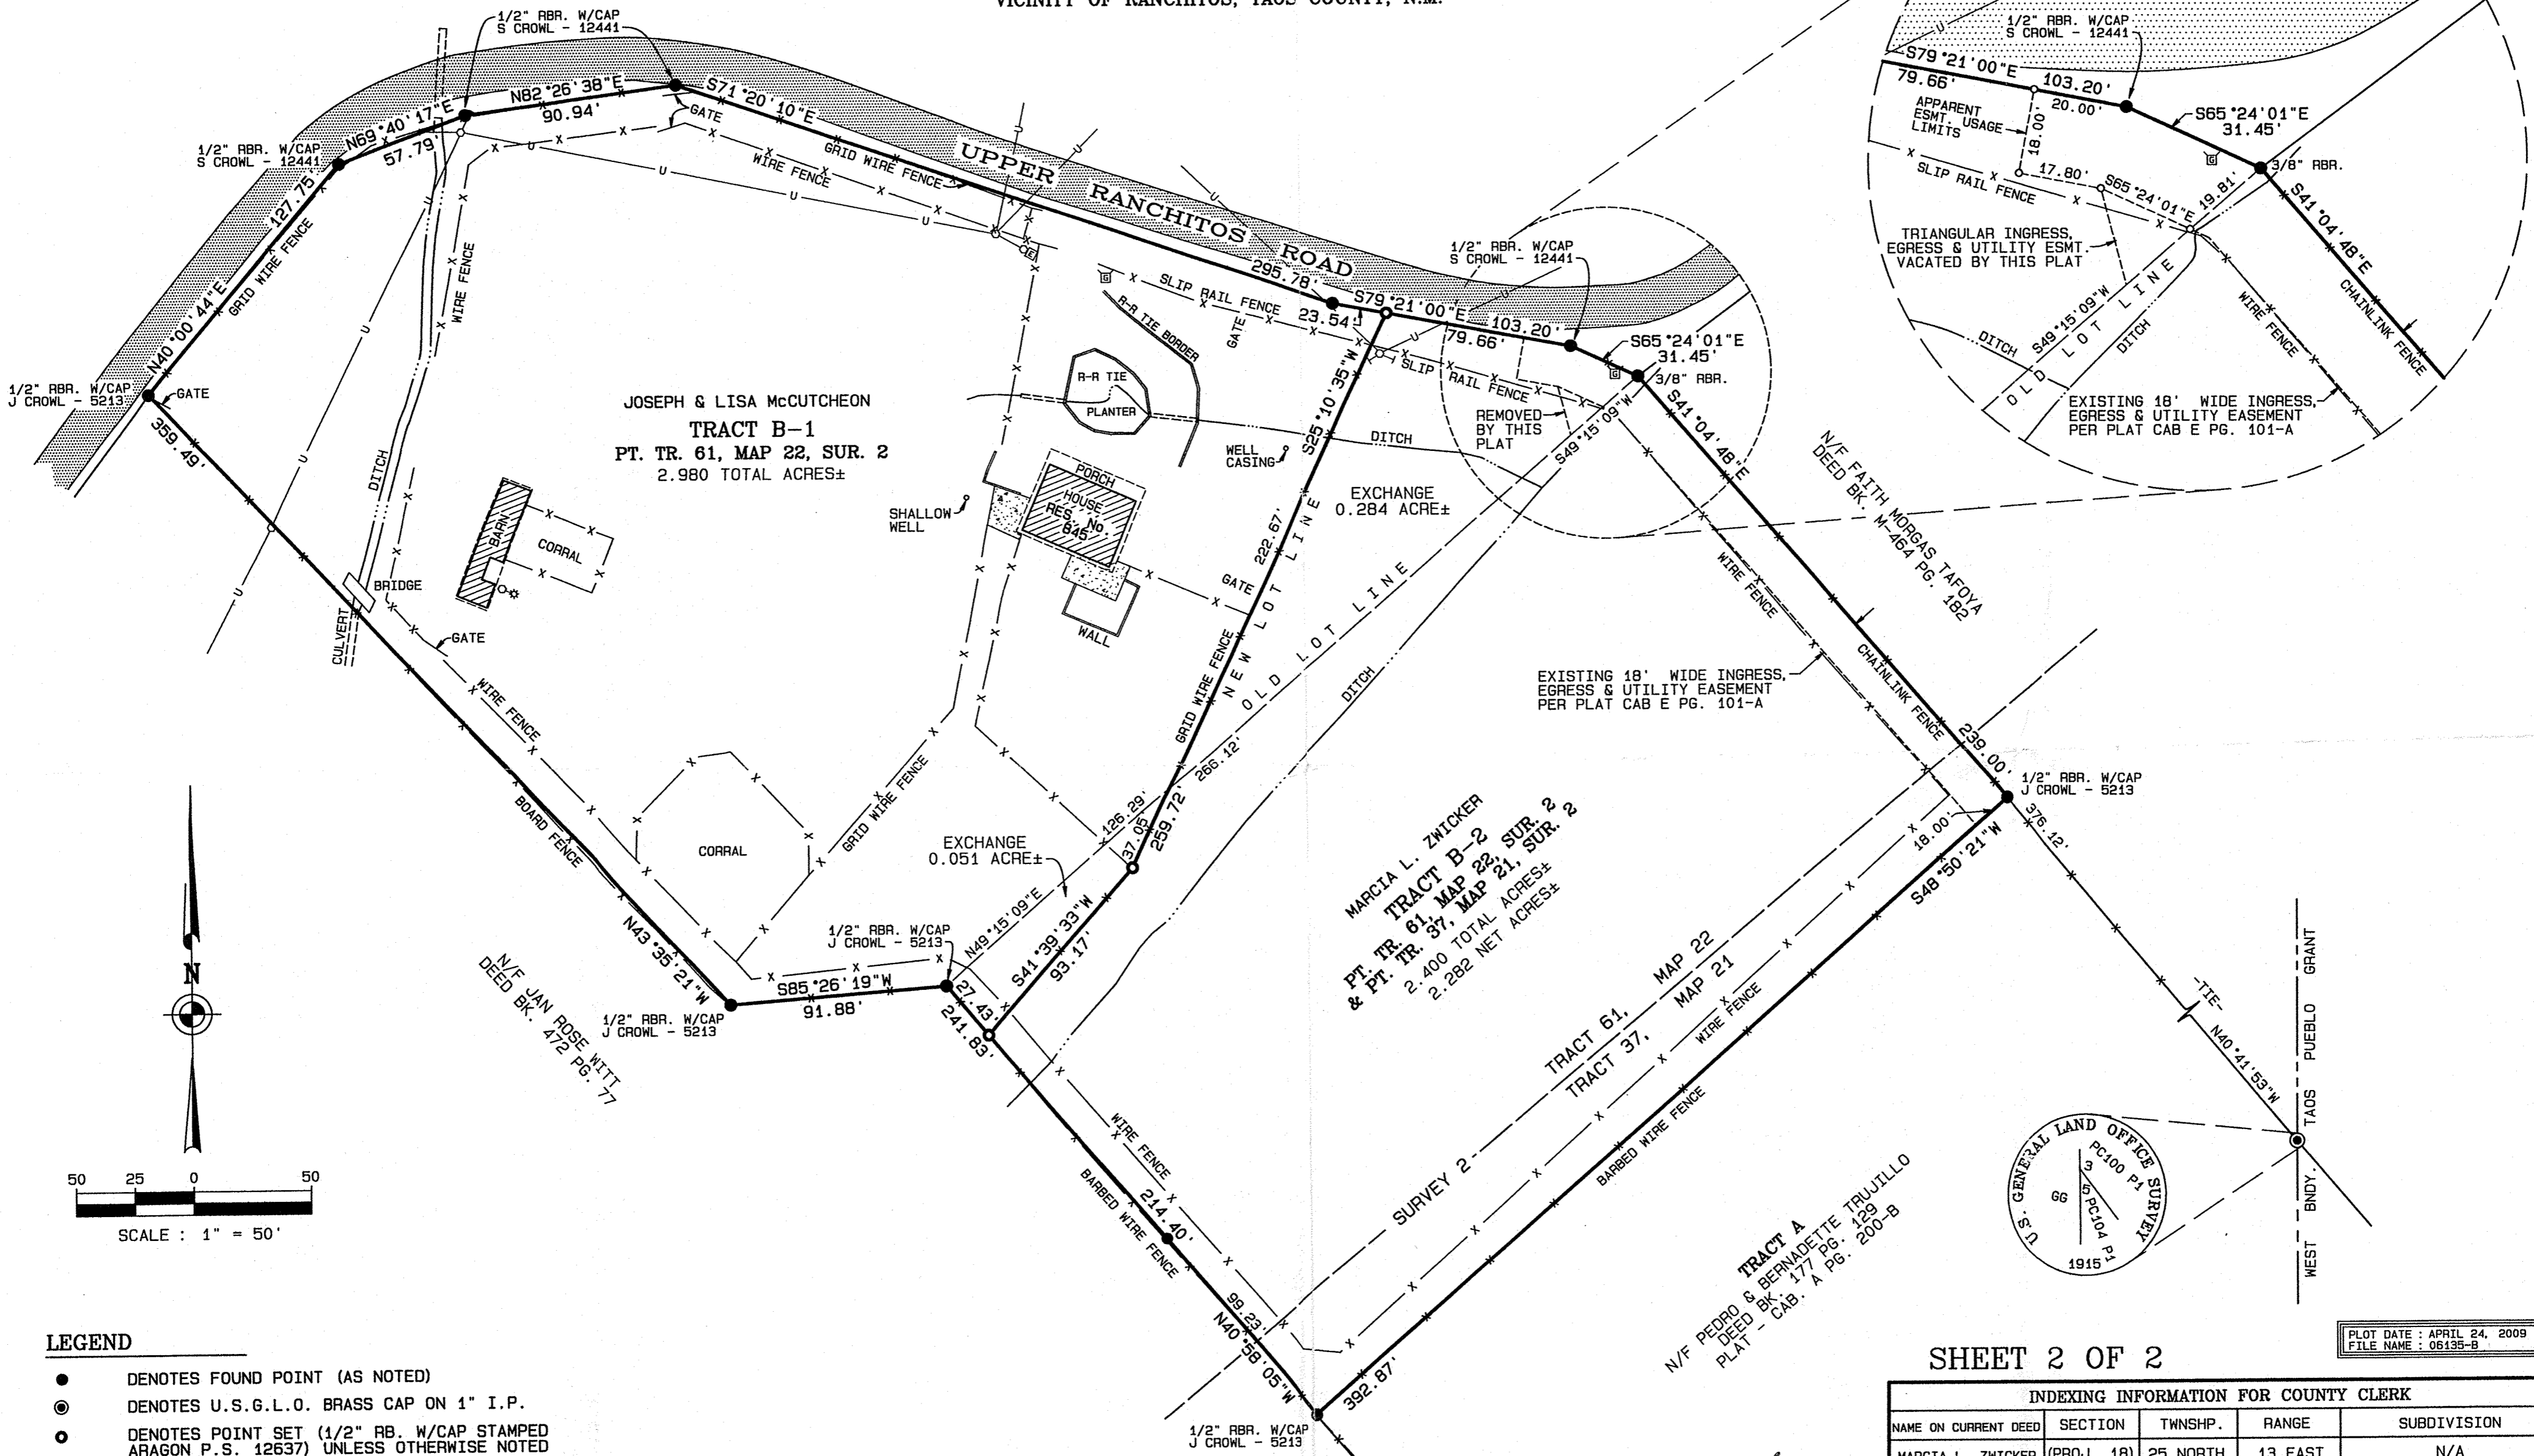 VICINITY OF RANCHITOS, TAOS COUNTY, N.M.
1/2" RBR. W/CAP
S CROWL - 12441
N82°26'38"E
90.94'
N69°40'17"E
57.79'
1/2" RBR. W/CAP
S CROWL - 12441
127.75'
N40°00'44"E
GRID WIRE FENCE
1/2" RBR. W/CAP
J CROWL - 5213
GATE
359.49'
S71°20'10"E
GATE
GRID WIRE FENCE
WIRE FENCE
UPPER RANCHITOS ROAD
295.78'
WIRE FENCE
DITCH
JOSEPH & LISA McCUTCHEON
TRACT B-1
PT. TR. 61, MAP 22, SUR. 2
2.980 TOTAL ACRES±
E
G
SLIP RAIL FENCE
GATE
R-R TIE BORDER
R-R TIE
PLANTER
DITCH
WELL
CASING
SHALLOW
WELL
PORCH
HOUSE
RES. No.
845
WALL
GATE
BARN
CORRAL
BRIDGE
CULVERT
GATE
WIRE FENCE
BOARD FENCE
CORRAL
GRID WIRE FENCE
1/2" RBR. W/CAP
S CROWL - 12441
S79°21'00"E
23.54'
103.20'
79.66'
S65°24'01"E
31.45'
G
3/8" RBR.
SLIP RAIL FENCE
S25°10'35"W
222.67'
REMOVED
BY THIS
PLAT
S49°15'09"W
S41°04'48"E
EXCHANGE
0.284 ACRE±
NEW LOT LINE
GRID WIRE FENCE
OLD LOT LINE
DITCH
WIRE FENCE
CHAINLINK FENCE
239.00'
N/F FAITH MORGAS TAFOYA
DEED BK. M-464 PG. 182
EXISTING 18' WIDE INGRESS,
EGRESS & UTILITY EASEMENT
PER PLAT CAB E PG. 101-A
126.29'
266.12'
37.05'
259.72'
EXCHANGE
0.051 ACRE±
N49°15'09"E
S41°39'33"W
93.17'
1/2" RBR. W/CAP
J CROWL - 5213
N43°35'21"W
S85°26'19"W
91.88'
1/2" RBR. W/CAP
J CROWL - 5213
27.43'
241.83'
N/F JAN ROSE WITT
DEED BK. 472 PG. 77
MARCIA L. ZWICKER
TRACT B-2
PT. TR. 61, MAP 22, SUR. 2
& PT. TR. 37, MAP 21, SUR. 2
2.400 TOTAL ACRES±
2.282 NET ACRES±
1/2" RBR. W/CAP
J CROWL - 5213
18.00'
S48°50'21"W
376.12'
-TIE-
N40°41'53"W
WEST BNDY. TAOS PUEBLO GRANT
TRACT 61, MAP 22
TRACT 37, MAP 21
SURVEY 2
WIRE FENCE
BARBED WIRE FENCE
WIRE FENCE
BARBED WIRE FENCE
214.40'
99.23'
N40°58'05"W
392.87'
1/2" RBR. W/CAP
J CROWL - 5213
TRACT A
N/F PEDRO & BERNADETTE TRUJILLO
DEED BK. 177 PG. 129
PLAT - CAB. A PG. 200-B
U.S. GENERAL LAND OFFICE SURVEY
PC100 P1
3
5
GG
PC104 P1
1915
S79°21'00"E
79.66'
103.20'
20.00'
1/2" RBR. W/CAP
S CROWL - 12441
S65°24'01"E
31.45'
APPARENT
ESMT. USAGE
LIMITS
18.00'
G
3/8" RBR.
SLIP RAIL FENCE
17.80'
S65°24'01"E
19.81'
S41°04'48"E
TRIANGULAR INGRESS,
EGRESS & UTILITY ESMT.
VACATED BY THIS PLAT
S49°15'09"W
OLD LOT LINE
DITCH
DITCH
WIRE FENCE
CHAINLINK FENCE
EXISTING 18' WIDE INGRESS,
EGRESS & UTILITY EASEMENT
PER PLAT CAB E PG. 101-A
N
50 25 0 50
SCALE : 1" = 50'
LEGEND
DENOTES FOUND POINT (AS NOTED)
DENOTES U.S.G.L.O. BRASS CAP ON 1" I.P.
DENOTES POINT SET (1/2" RB. W/CAP STAMPED
ARAGON P.S. 12637) UNLESS OTHERWISE NOTED
PLOT DATE : APRIL 24, 2009
FILE NAME : 06135-B
SHEET 2 OF 2
INDEXING INFORMATION FOR COUNTY CLERK
NAME ON CURRENT DEED SECTION TWNSHP. RANGE SUBDIVISION
MARCIA L. ZWICKER (PROJ. 18) 25 NORTH 13 EAST N/A